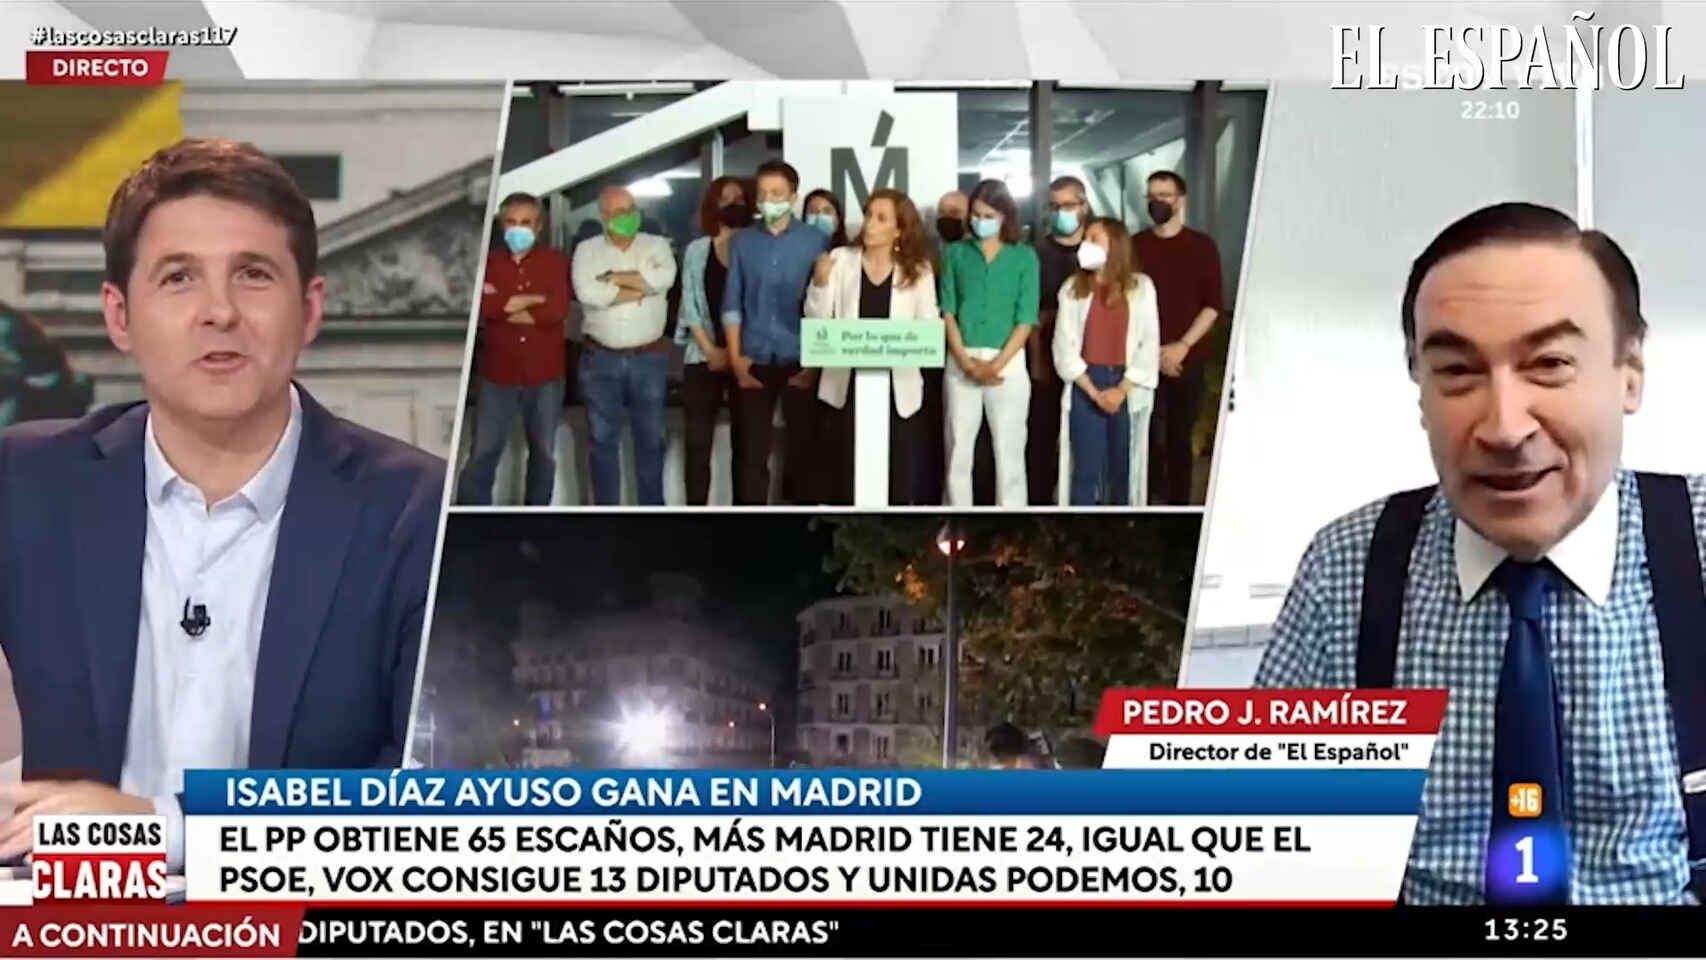 #lascosasclaras117
DIRECTO
EL ESPAÑOL
22:10
Ḿ
Por lo que de
verdad importa
PEDRO J. RAMÍREZ
Director de "El Español"
ISABEL DÍAZ AYUSO GANA EN MADRID
EL PP OBTIENE 65 ESCAÑOS, MÁS MADRID TIENE 24, IGUAL QUE EL
PSOE, VOX CONSIGUE 13 DIPUTADOS Y UNIDAS PODEMOS, 10
LAS COSAS
CLARAS
+16
1
A CONTINUACIÓN
DIPUTADOS, EN "LAS COSAS CLARAS"
13:25